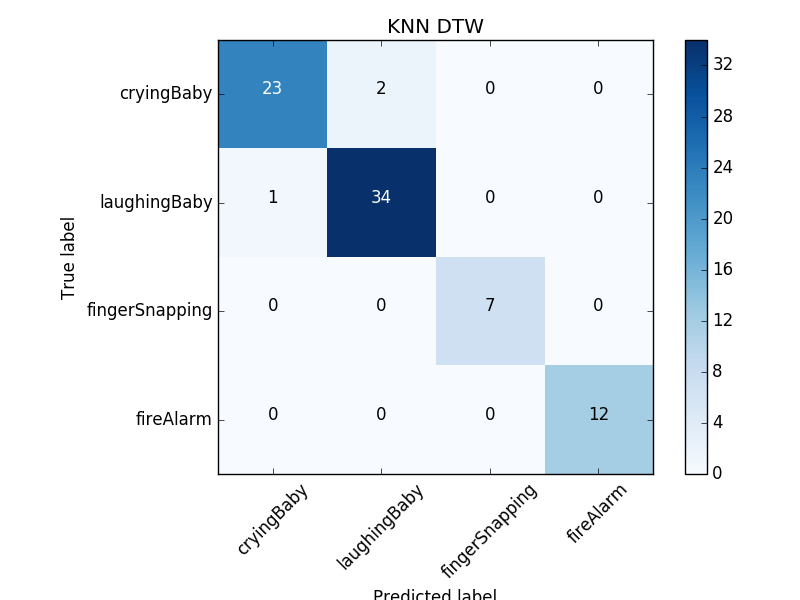 KNN DTW
cryingBaby 23 2 0 0
laughingBaby 1 34 0 0
fingerSnapping 0 0 7 0
fireAlarm 0 0 0 12
True label
cryingBaby laughingBaby fingerSnapping fireAlarm
Predicted label
32
28
24
20
16
12
8
4
0